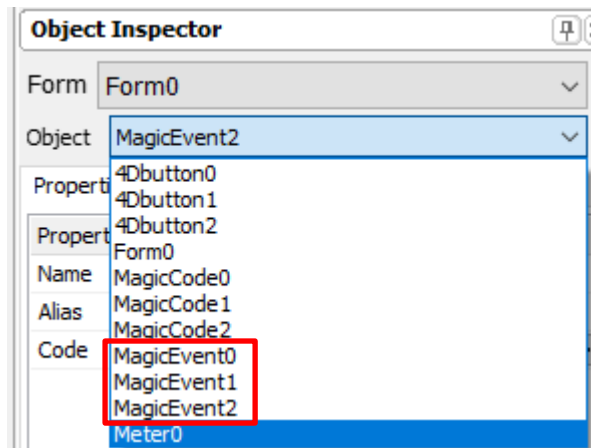 Object Inspector
Form Form0
Object MagicEvent2
4Dbutton0
4Dbutton1
4Dbutton2
Form0
MagicCode0
MagicCode1
MagicCode2
MagicEvent0
MagicEvent1
MagicEvent2
Meter0
Properti
Propert
Name
Alias
Code